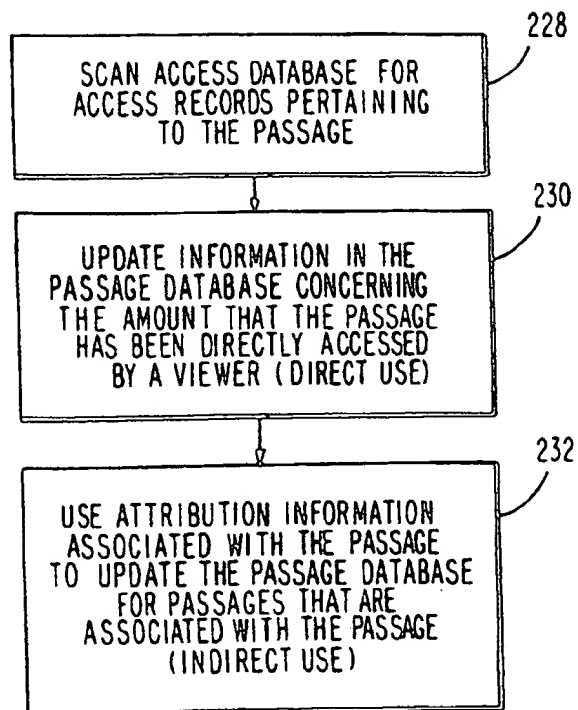 228
SCAN ACCESS DATABASE FOR
ACCESS RECORDS PERTAINING
TO THE PASSAGE
230
UPDATE INFORMATION IN THE
PASSAGE DATABASE CONCERNING
THE AMOUNT THAT THE PASSAGE
HAS BEEN DIRECTLY ACCESSED
BY A VIEWER (DIRECT USE)
232
USE ATTRIBUTION INFORMATION
ASSOCIATED WITH THE PASSAGE
TO UPDATE THE PASSAGE DATABASE
FOR PASSAGES THAT ARE
ASSOCIATED WITH THE PASSAGE
(INDIRECT USE)